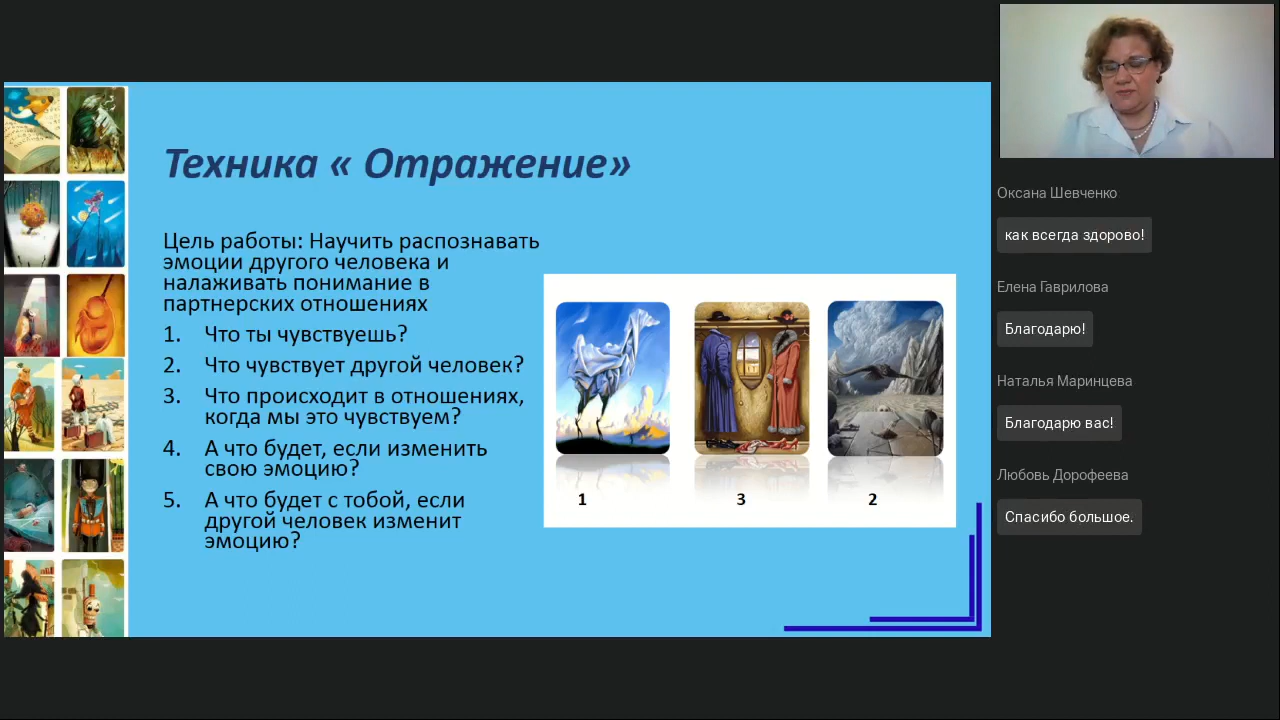 Техника « Отражение»
Цель работы: Научить распознавать
эмоции другого человека и
налаживать понимание в
партнерских отношениях
1. Что ты чувствуешь?
2. Что чувствует другой человек?
3. Что происходит в отношениях,
когда мы это чувствуем?
4. А что будет, если изменить
свою эмоцию?
5. А что будет с тобой, если
другой человек изменит
эмоцию?
1 3 2
Оксана Шевченко
как всегда здорово!
Елена Гаврилова
Благодарю!
Наталья Маринцева
Благодарю вас!
Любовь Дорофеева
Спасибо большое.